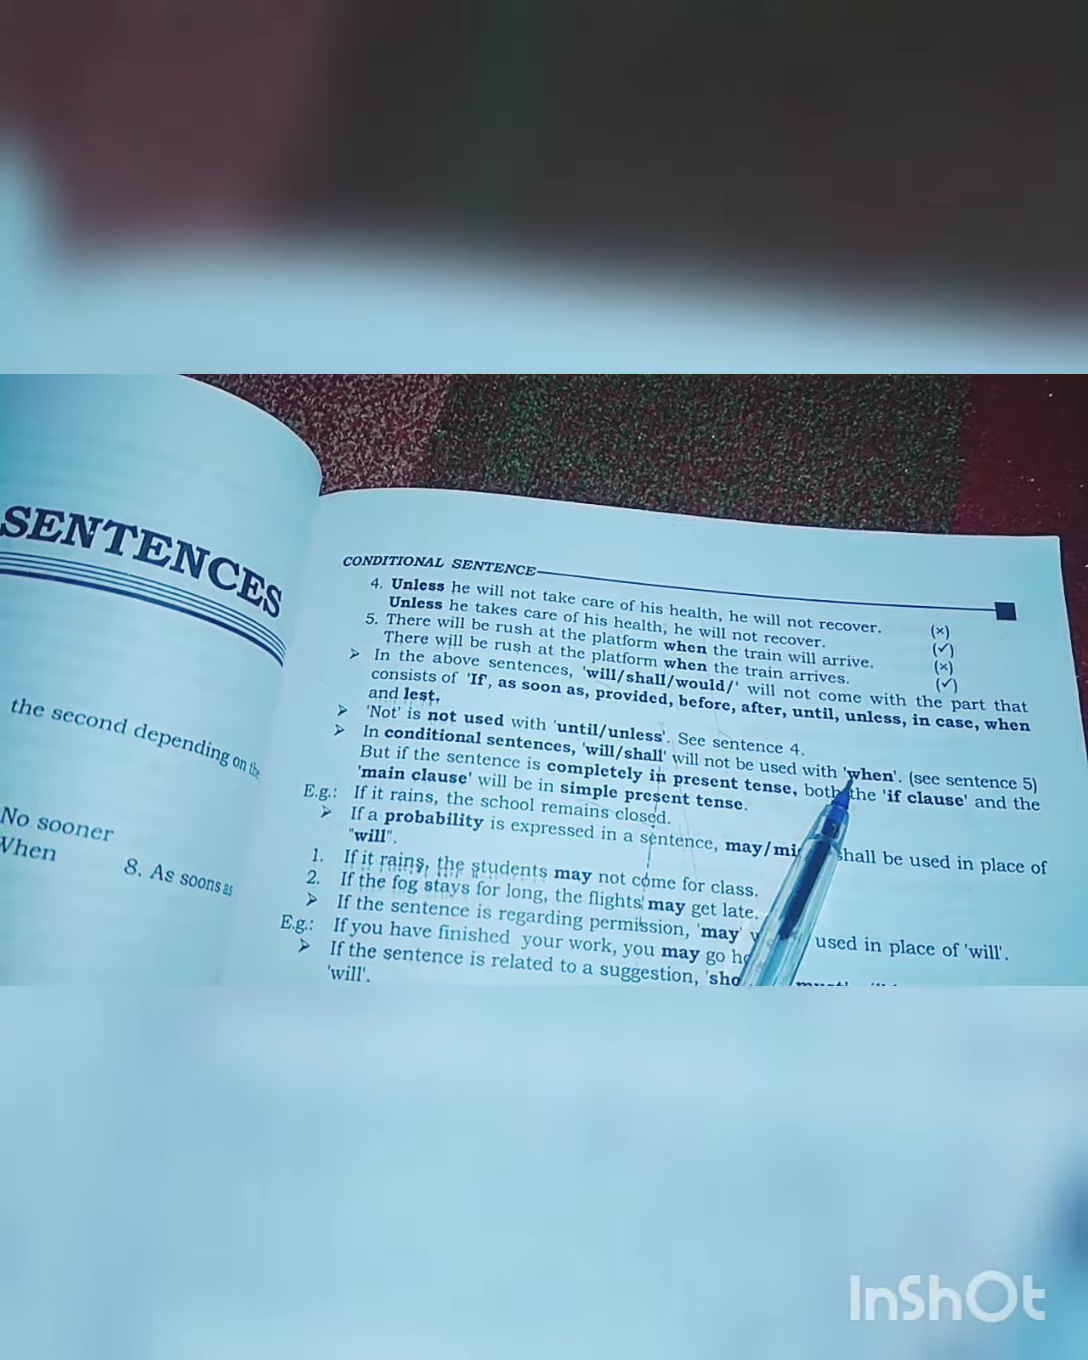 SENTENCES
the second depending on the
No sooner
When
8. As soons as
CONDITIONAL SENTENCE
4. Unless he will not take care of his health, he will not recover. (×)
Unless he takes care of his health, he will not recover. (✓)
5. There will be rush at the platform when the train will arrive. (×)
There will be rush at the platform when the train arrives. (✓)
➢ In the above sentences, 'will/shall/would/' will not come with the part that
consists of 'If', as soon as, provided, before, after, until, unless, in case, when
and lest.
➢ 'Not' is not used with 'until/unless'. See sentence 4.
➢ In conditional sentences, 'will/shall' will not be used with 'when'. (see sentence 5)
But if the sentence is completely in present tense, both the 'if clause' and the
'main clause' will be in simple present tense.
E.g.: If it rains, the school remains closed.
➢ If a probability is expressed in a sentence, may/mi shall be used in place of
"will".
1. If it rains, the students may not come for class.
2. If the fog stays for long, the flights may get late.
➢ If the sentence is regarding permission, 'may' used in place of 'will'.
E.g.: If you have finished your work, you may go
➢ If the sentence is related to a suggestion,
'will'.
InShOt